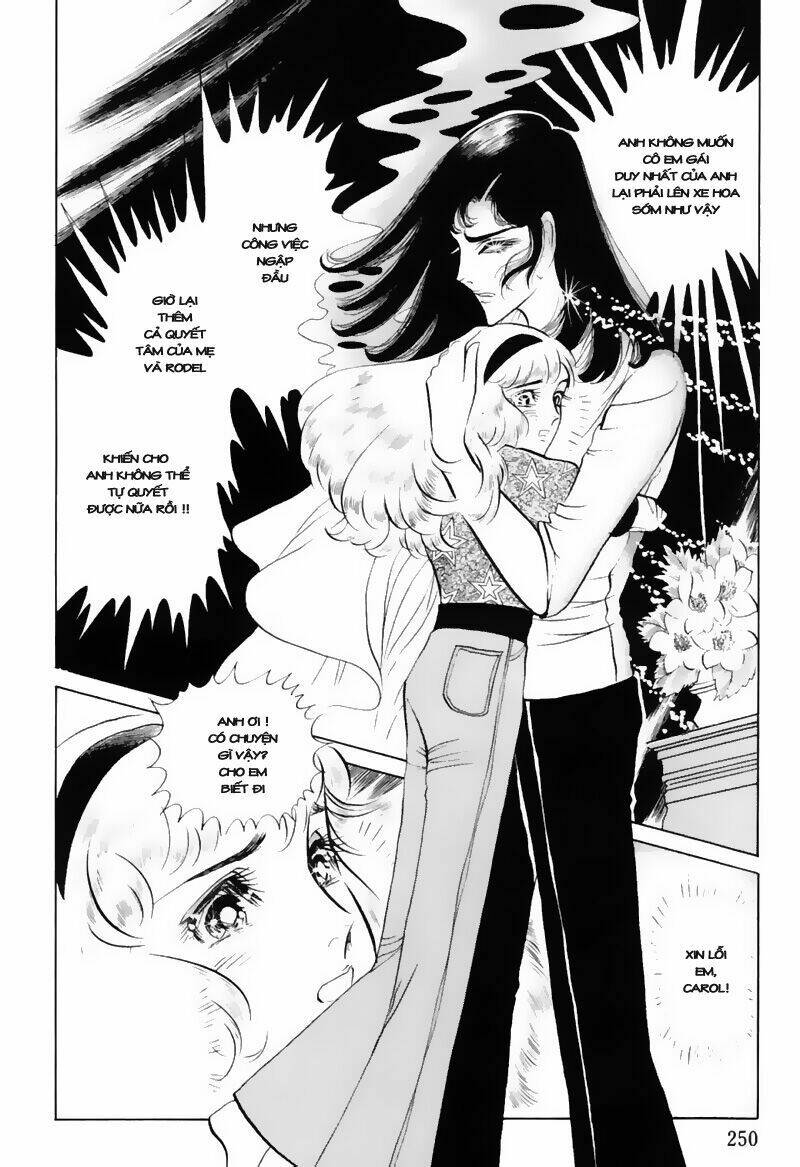 ANH KHÔNG MUỐN
CÔ EM GÁI
DUY NHẤT CỦA ANH
LẠI PHẢI LÊN XE HOA
SỚM NHƯ VẬY
NHƯNG
CÔNG VIỆC
NGẬP
ĐẦU
GIỜ LẠI
THÊM
CẢ QUYẾT
TÂM CỦA MẸ
VÀ RODEL
KHIẾN CHO
ANH KHÔNG THỂ
TỰ QUYẾT
ĐƯỢC NỮA RỒI !!
ANH ƠI !
CÓ CHUYỆN
GÌ VẬY?
CHO EM
BIẾT ĐI
XIN LỖI
EM,
CAROL!
250